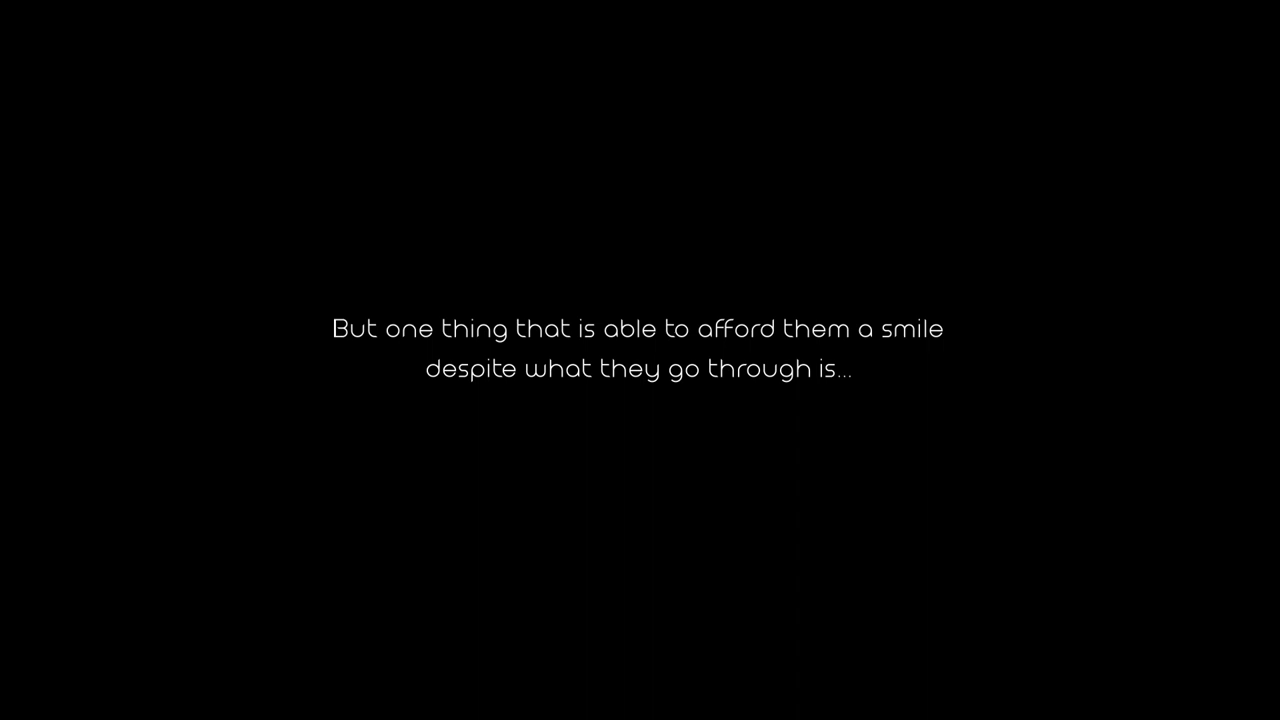 But one thing that is able to afford them a smile
despite what they go through is...